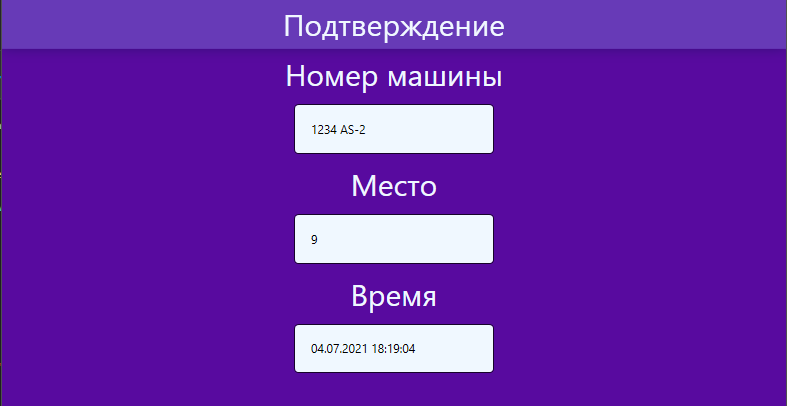 Подтверждение
Номер машины
1234 AS-2
Место
9
Время
04.07.2021 18:19:04